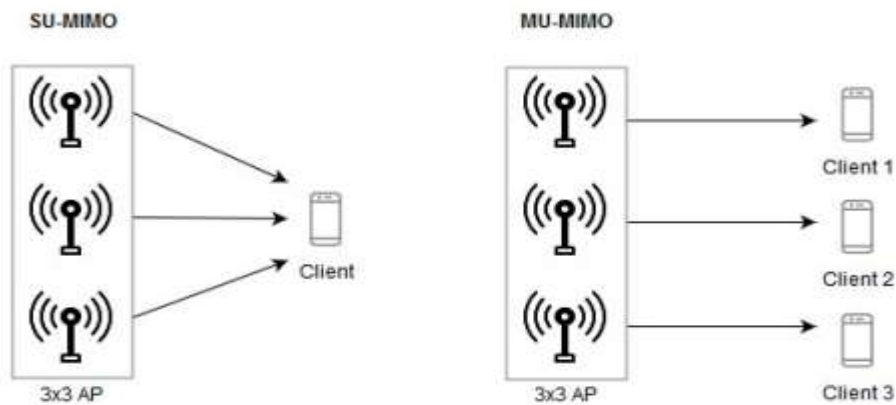 SU-MIMO
Client
3x3 AP
MU-MIMO
Client 1
Client 2
Client 3
3x3 AP